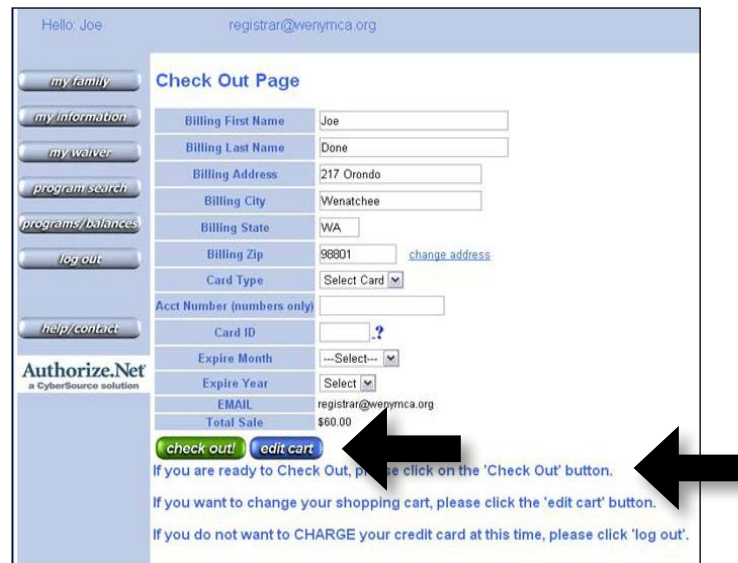 Hello: Joe registrar@wenymca.org
my family
my information
my waiver
program search
programs/balances
log out
help/contact
Authorize.Net
a CyberSource solution
Check Out Page
Billing First Name Joe
Billing Last Name Done
Billing Address 217 Orondo
Billing City Wenatchee
Billing State WA
Billing Zip 98801 change address
Card Type Select Card
Acct Number (numbers only)
Card ID ?
Expire Month ---Select---
Expire Year Select
EMAIL registrar@wenymca.org
Total Sale $60.00
check out! edit cart
If you are ready to Check Out, please click on the 'Check Out' button.
If you want to change your shopping cart, please click the 'edit cart' button.
If you do not want to CHARGE your credit card at this time, please click 'log out'.